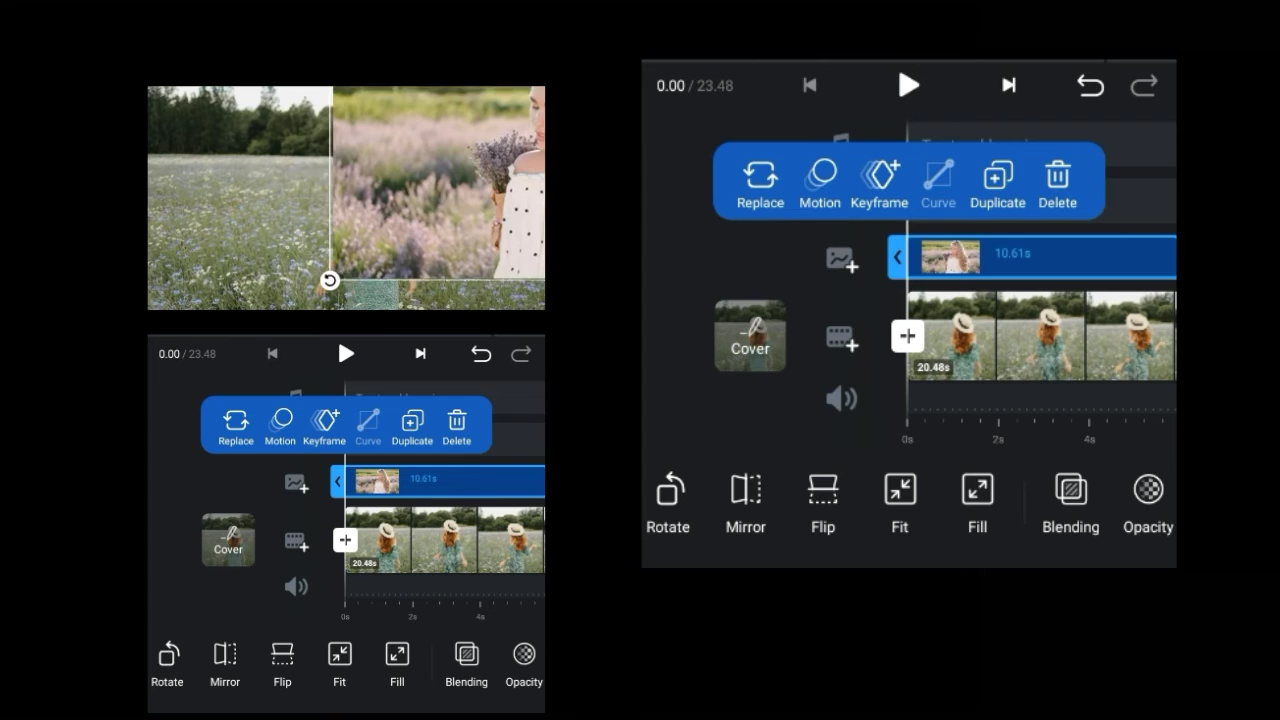 0.00 / 23.48
Replace Motion Keyframe Curve Duplicate Delete
10.61s
Cover
20.48s
0s 2s 4s
Rotate Mirror Flip Fit Fill Blending Opacity
0.00 / 23.48
Replace Motion Keyframe Curve Duplicate Delete
10.61s
Cover
20.48s
0s 2s 4s
Rotate Mirror Flip Fit Fill Blending Opacity